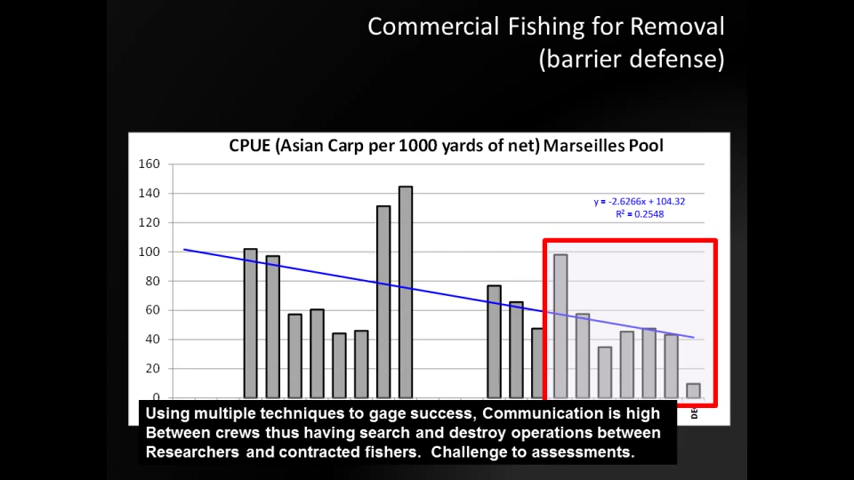 Commercial Fishing for Removal
(barrier defense)
CPUE (Asian Carp per 1000 yards of net) Marseilles Pool
160
140
120
100
80
60
40
20
0
y = -2.6266x + 104.32
R² = 0.2548
Using multiple techniques to gage success, Communication is high
Between crews thus having search and destroy operations between
Researchers and contracted fishers. Challenge to assessments.